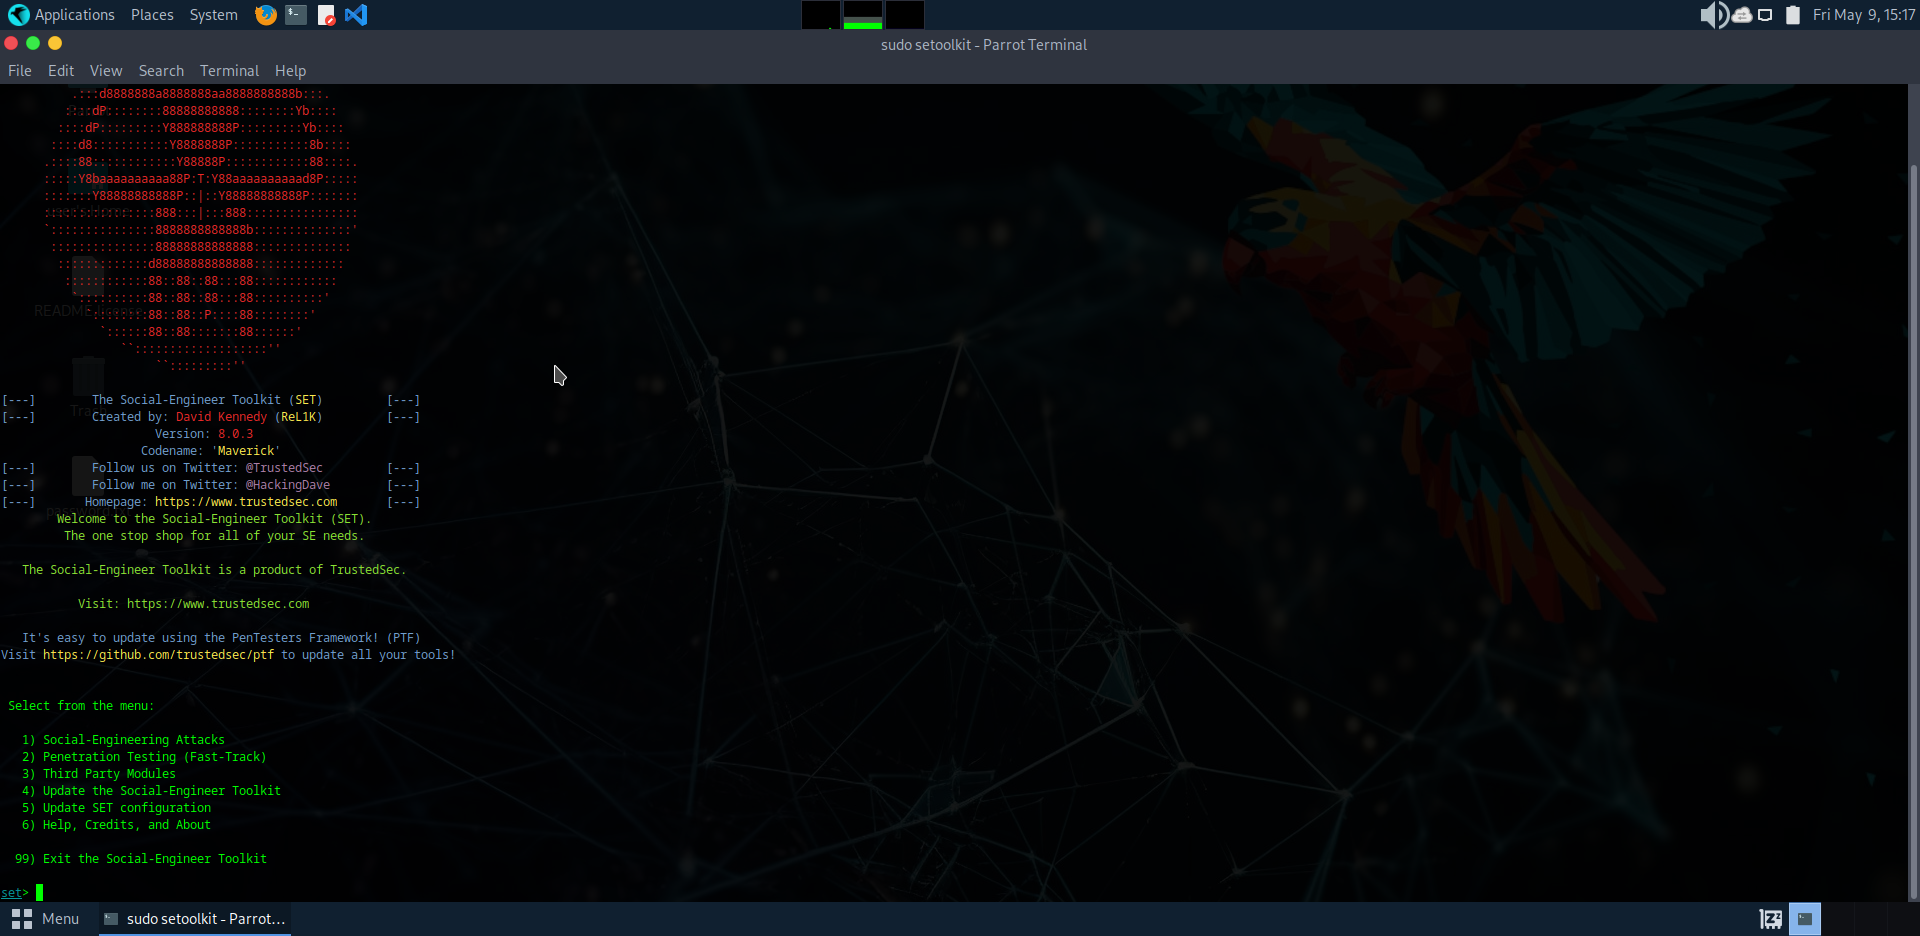 Applications Places System
Fri May 9, 15:17
sudo setoolkit - Parrot Terminal
File Edit View Search Terminal Help
.:::d8888888a8888888aa8888888888b:::.
::::dP::::::::88888888888::::::::Yb::::
::::dP:::::::::Y888888888P:::::::::Yb::::
::::d8:::::::::::Y8888888P:::::::::::8b::::
.::::88::::::::::::Y88888P::::::::::::88::::.
:::::Y8baaaaaaaaaa88P:T:Y88aaaaaaaaaad8P:::::
:::::::Y88888888888P::|::Y88888888888P:::::::
::::::::::::::::888:::|:::888::::::::::::::::
`:::::::::::::::8888888888888b::::::::::::::'
:::::::::::::::88888888888888::::::::::::::
:::::::::::::d88888888888888:::::::::::::
::::::::::::88::88::88:::88::::::::::::
`::::::::::88::88::88:::88::::::::::'
`::::::::88::88::P::::88::::::::'
`::::::88::88:::::::88::::::'
``:::::::::::::::::::''
``:::::::::''
README.license
Trash
[---] The Social-Engineer Toolkit (SET) [---]
[---] Created by: David Kennedy (ReL1K) [---]
Version: 8.0.3
Codename: 'Maverick'
[---] Follow us on Twitter: @TrustedSec [---]
[---] Follow me on Twitter: @HackingDave [---]
[---] Homepage: https://www.trustedsec.com [---]
Welcome to the Social-Engineer Toolkit (SET).
The one stop shop for all of your SE needs.
The Social-Engineer Toolkit is a product of TrustedSec.
Visit: https://www.trustedsec.com
It's easy to update using the PenTesters Framework! (PTF)
Visit https://github.com/trustedsec/ptf to update all your tools!
Select from the menu:
1) Social-Engineering Attacks
2) Penetration Testing (Fast-Track)
3) Third Party Modules
4) Update the Social-Engineer Toolkit
5) Update SET configuration
6) Help, Credits, and About
99) Exit the Social-Engineer Toolkit
set>
Menu sudo setoolkit - Parrot...